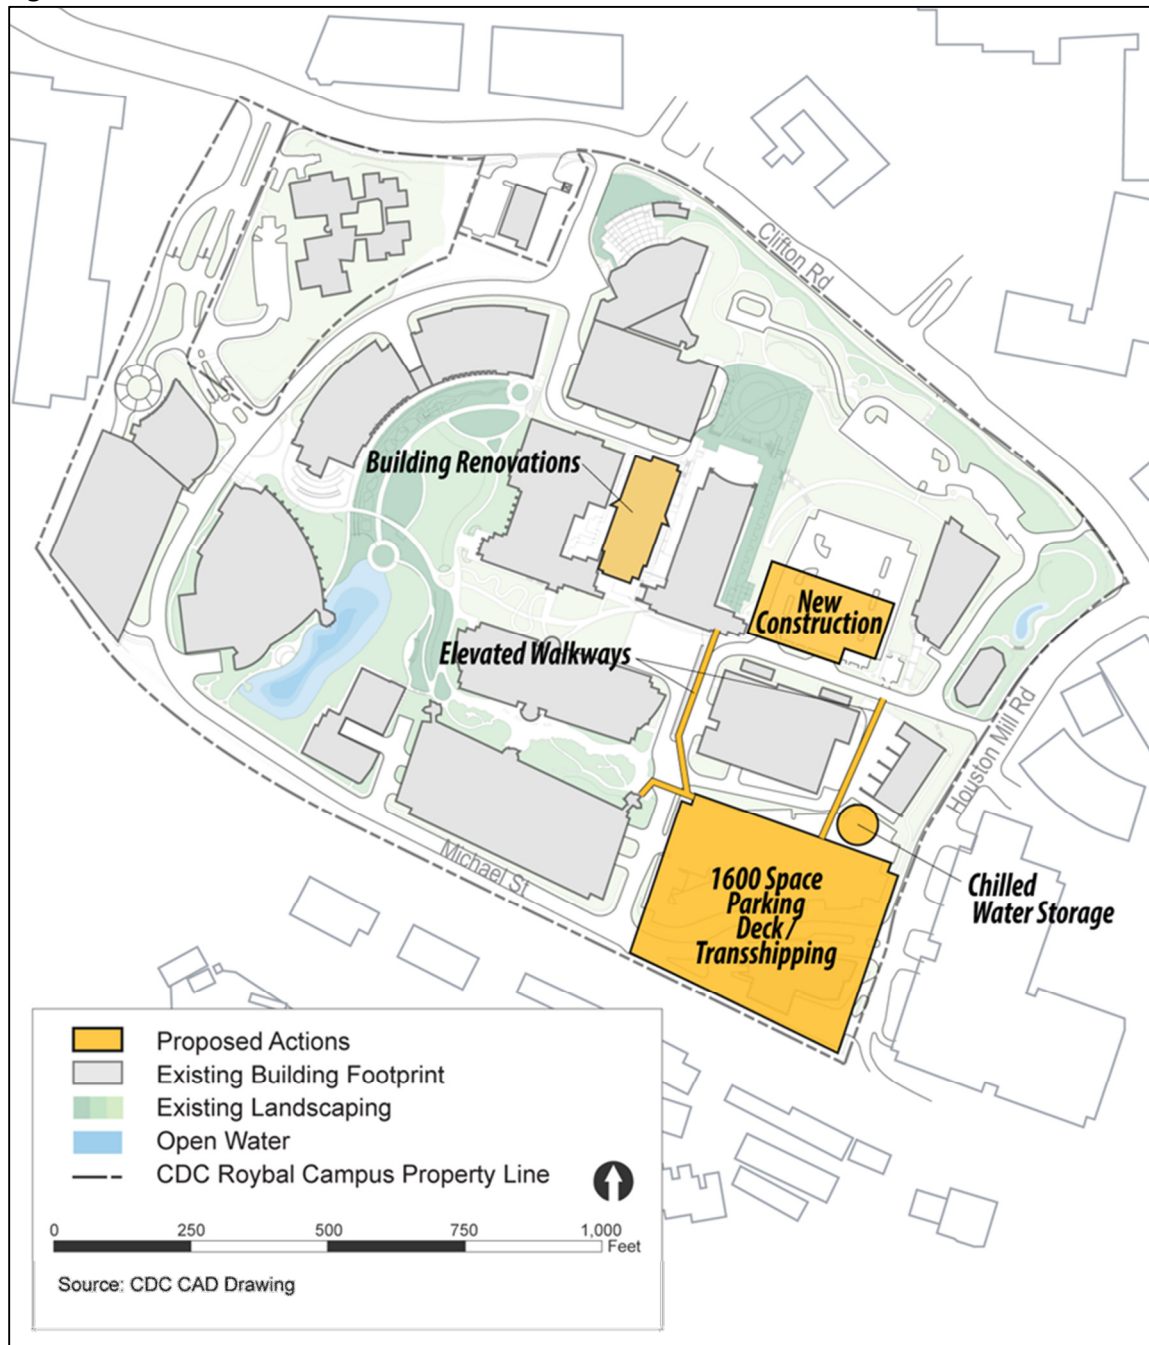 Clifton Rd
Building Renovations
New
Construction
Elevated Walkways
Houston Mill Rd
1600 Space
Parking
Deck /
Transshipping
Chilled
Water Storage
Michael St
Proposed Actions
Existing Building Footprint
Existing Landscaping
Open Water
CDC Roybal Campus Property Line
0 250 500 750 1,000
Feet
Source: CDC CAD Drawing